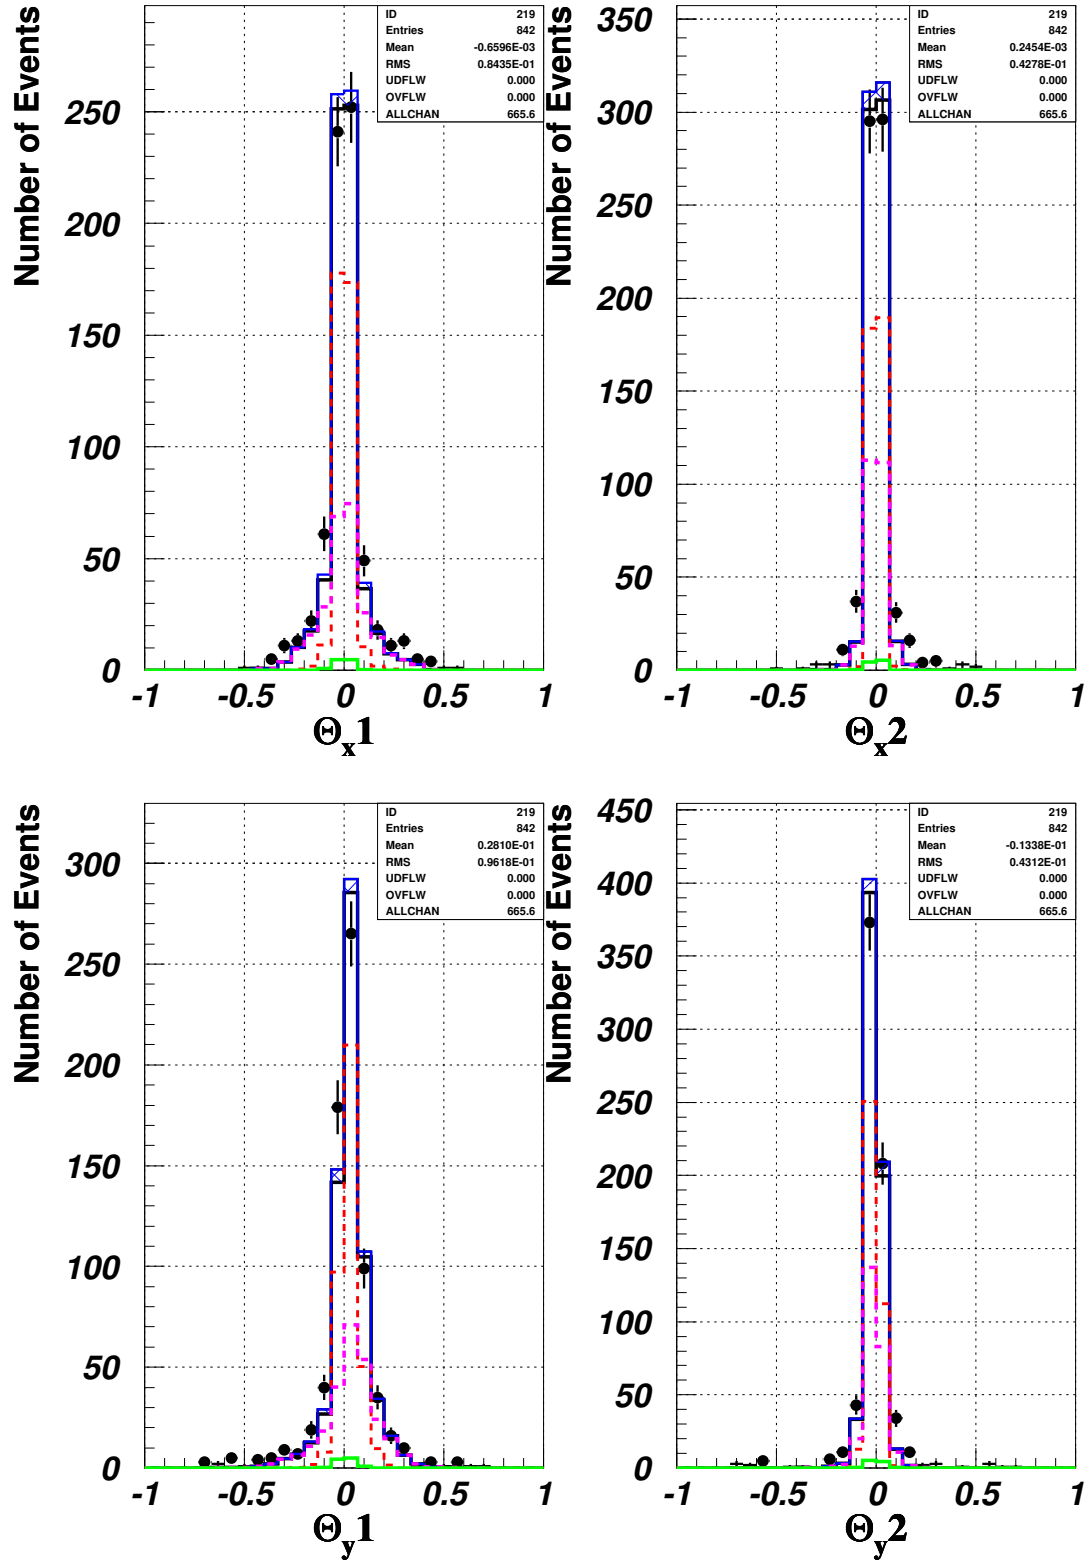 Number of Events
ID 219
Entries 842
Mean -0.6596E-03
RMS 0.8435E-01
UDFLW 0.000
OVFLW 0.000
ALLCHAN 665.6
250
200
150
100
50
0
-1 -0.5 0 0.5 1
Θx1
Number of Events
ID 219
Entries 842
Mean 0.2454E-03
RMS 0.4278E-01
UDFLW 0.000
OVFLW 0.000
ALLCHAN 665.6
350
300
250
200
150
100
50
0
-1 -0.5 0 0.5 1
Θx2
Number of Events
ID 219
Entries 842
Mean 0.2810E-01
RMS 0.9618E-01
UDFLW 0.000
OVFLW 0.000
ALLCHAN 665.6
300
250
200
150
100
50
0
-1 -0.5 0 0.5 1
Θy1
Number of Events
ID 219
Entries 842
Mean -0.1338E-01
RMS 0.4312E-01
UDFLW 0.000
OVFLW 0.000
ALLCHAN 665.6
450
400
350
300
250
200
150
100
50
0
-1 -0.5 0 0.5 1
Θy2